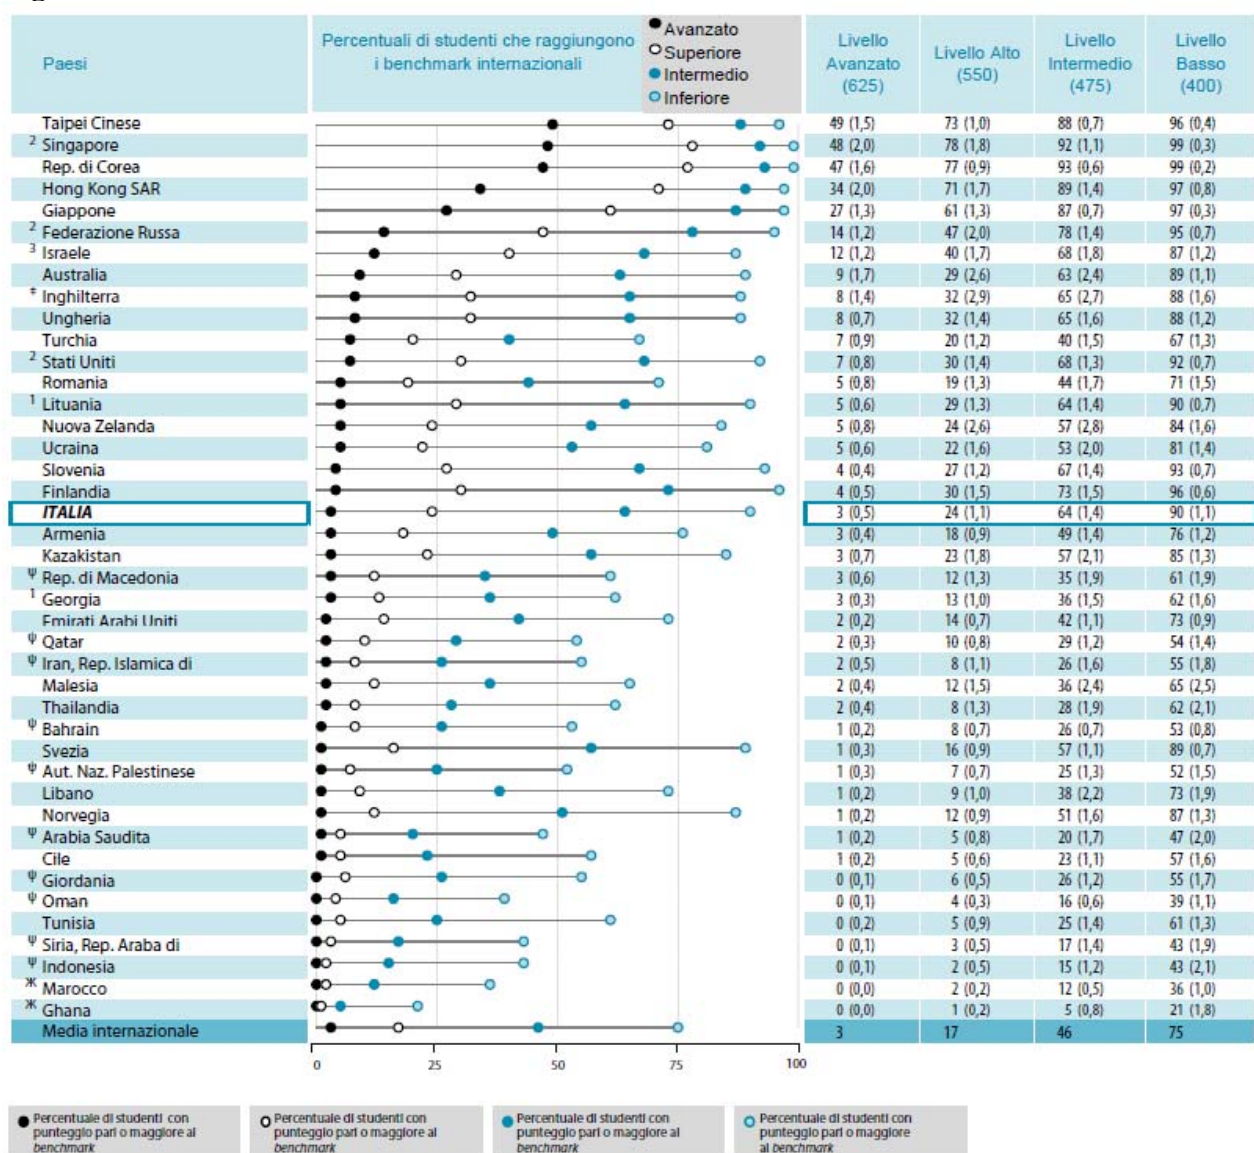 Paesi
Percentuali di studenti che raggiungono
i benchmark internazionali
Avanzato
Superiore
Intermedio
Inferiore
Livello
Avanzato
(625)
Livello Alto
(550)
Livello
Intermedio
(475)
Livello
Basso
(400)
Taipei Cinese 49 (1,5) 73 (1,0) 88 (0,7) 96 (0,4)
2 Singapore 48 (2,0) 78 (1,8) 92 (1,1) 99 (0,3)
Rep. di Corea 47 (1,6) 77 (0,9) 93 (0,6) 99 (0,2)
Hong Kong SAR 34 (2,0) 71 (1,7) 89 (1,4) 97 (0,8)
Giappone 27 (1,3) 61 (1,3) 87 (0,7) 97 (0,3)
2 Federazione Russa 14 (1,2) 47 (2,0) 78 (1,4) 95 (0,7)
3 Israele 12 (1,2) 40 (1,7) 68 (1,8) 87 (1,2)
Australia 9 (1,7) 29 (2,6) 63 (2,4) 89 (1,1)
‡ Inghilterra 8 (1,4) 32 (2,9) 65 (2,7) 88 (1,6)
Ungheria 8 (0,7) 32 (1,4) 65 (1,6) 88 (1,2)
Turchia 7 (0,9) 20 (1,2) 40 (1,5) 67 (1,3)
2 Stati Uniti 7 (0,8) 30 (1,4) 68 (1,3) 92 (0,7)
Romania 5 (0,8) 19 (1,3) 44 (1,7) 71 (1,5)
1 Lituania 5 (0,6) 29 (1,3) 64 (1,4) 90 (0,7)
Nuova Zelanda 5 (0,8) 24 (2,6) 57 (2,8) 84 (1,6)
Ucraina 5 (0,6) 22 (1,6) 53 (2,0) 81 (1,4)
Slovenia 4 (0,4) 27 (1,2) 67 (1,4) 93 (0,7)
Finlandia 4 (0,5) 30 (1,5) 73 (1,5) 96 (0,6)
ITALIA 3 (0,5) 24 (1,1) 64 (1,4) 90 (1,1)
Armenia 3 (0,4) 18 (0,9) 49 (1,4) 76 (1,2)
Kazakistan 3 (0,7) 23 (1,8) 57 (2,1) 85 (1,3)
ψ Rep. di Macedonia 3 (0,6) 12 (1,3) 35 (1,9) 61 (1,9)
1 Georgia 3 (0,3) 13 (1,0) 36 (1,5) 62 (1,6)
Emirati Arabi Uniti 2 (0,2) 14 (0,7) 42 (1,1) 73 (0,9)
ψ Qatar 2 (0,3) 10 (0,8) 29 (1,2) 54 (1,4)
ψ Iran, Rep. Islamica di 2 (0,5) 8 (1,1) 26 (1,6) 55 (1,8)
Malesia 2 (0,4) 12 (1,5) 36 (2,4) 65 (2,5)
Thailandia 2 (0,4) 8 (1,3) 28 (1,9) 62 (2,1)
ψ Bahrain 1 (0,2) 8 (0,7) 26 (0,7) 53 (0,8)
Svezia 1 (0,3) 16 (0,9) 57 (1,1) 89 (0,7)
ψ Aut. Naz. Palestinese 1 (0,3) 7 (0,7) 25 (1,3) 52 (1,5)
Libano 1 (0,2) 9 (1,0) 38 (2,2) 73 (1,9)
Norvegia 1 (0,2) 12 (0,9) 51 (1,6) 87 (1,3)
ψ Arabia Saudita 1 (0,2) 5 (0,8) 20 (1,7) 47 (2,0)
Cile 1 (0,2) 5 (0,6) 23 (1,1) 57 (1,6)
ψ Giordania 0 (0,1) 6 (0,5) 26 (1,2) 55 (1,7)
ψ Oman 0 (0,1) 4 (0,3) 16 (0,6) 39 (1,1)
Tunisia 0 (0,2) 5 (0,9) 25 (1,4) 61 (1,3)
ψ Siria, Rep. Araba di 0 (0,1) 3 (0,5) 17 (1,4) 43 (1,9)
ψ Indonesia 0 (0,1) 2 (0,5) 15 (1,2) 43 (2,1)
Ж Marocco 0 (0,0) 2 (0,2) 12 (0,5) 36 (1,0)
Ж Ghana 0 (0,0) 1 (0,2) 5 (0,8) 21 (1,8)
Media internazionale 3 17 46 75
0 25 50 75 100
Percentuale di studenti con
punteggio pari o maggiore al
benchmark
Percentuale di studenti con
punteggio pari o maggiore al
benchmark
Percentuale di studenti con
punteggio pari o maggiore al
benchmark
Percentuale di studenti con
punteggio pari o maggiore
al benchmark